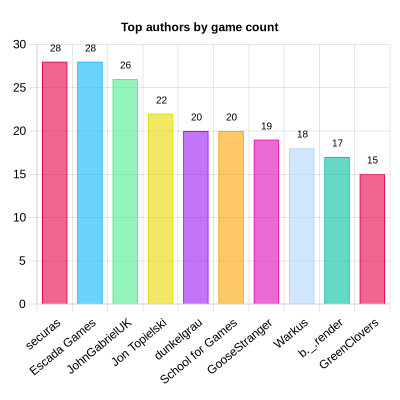 Top authors by game count
30
25
20
15
10
5
0
28
28
26
22
20
20
19
18
17
15
securas
Escada Games
JohnGabrielUK
Jon Topielski
dunkelgrau
School for Games
GooseStranger
Warkus
b._.render
GreenClovers